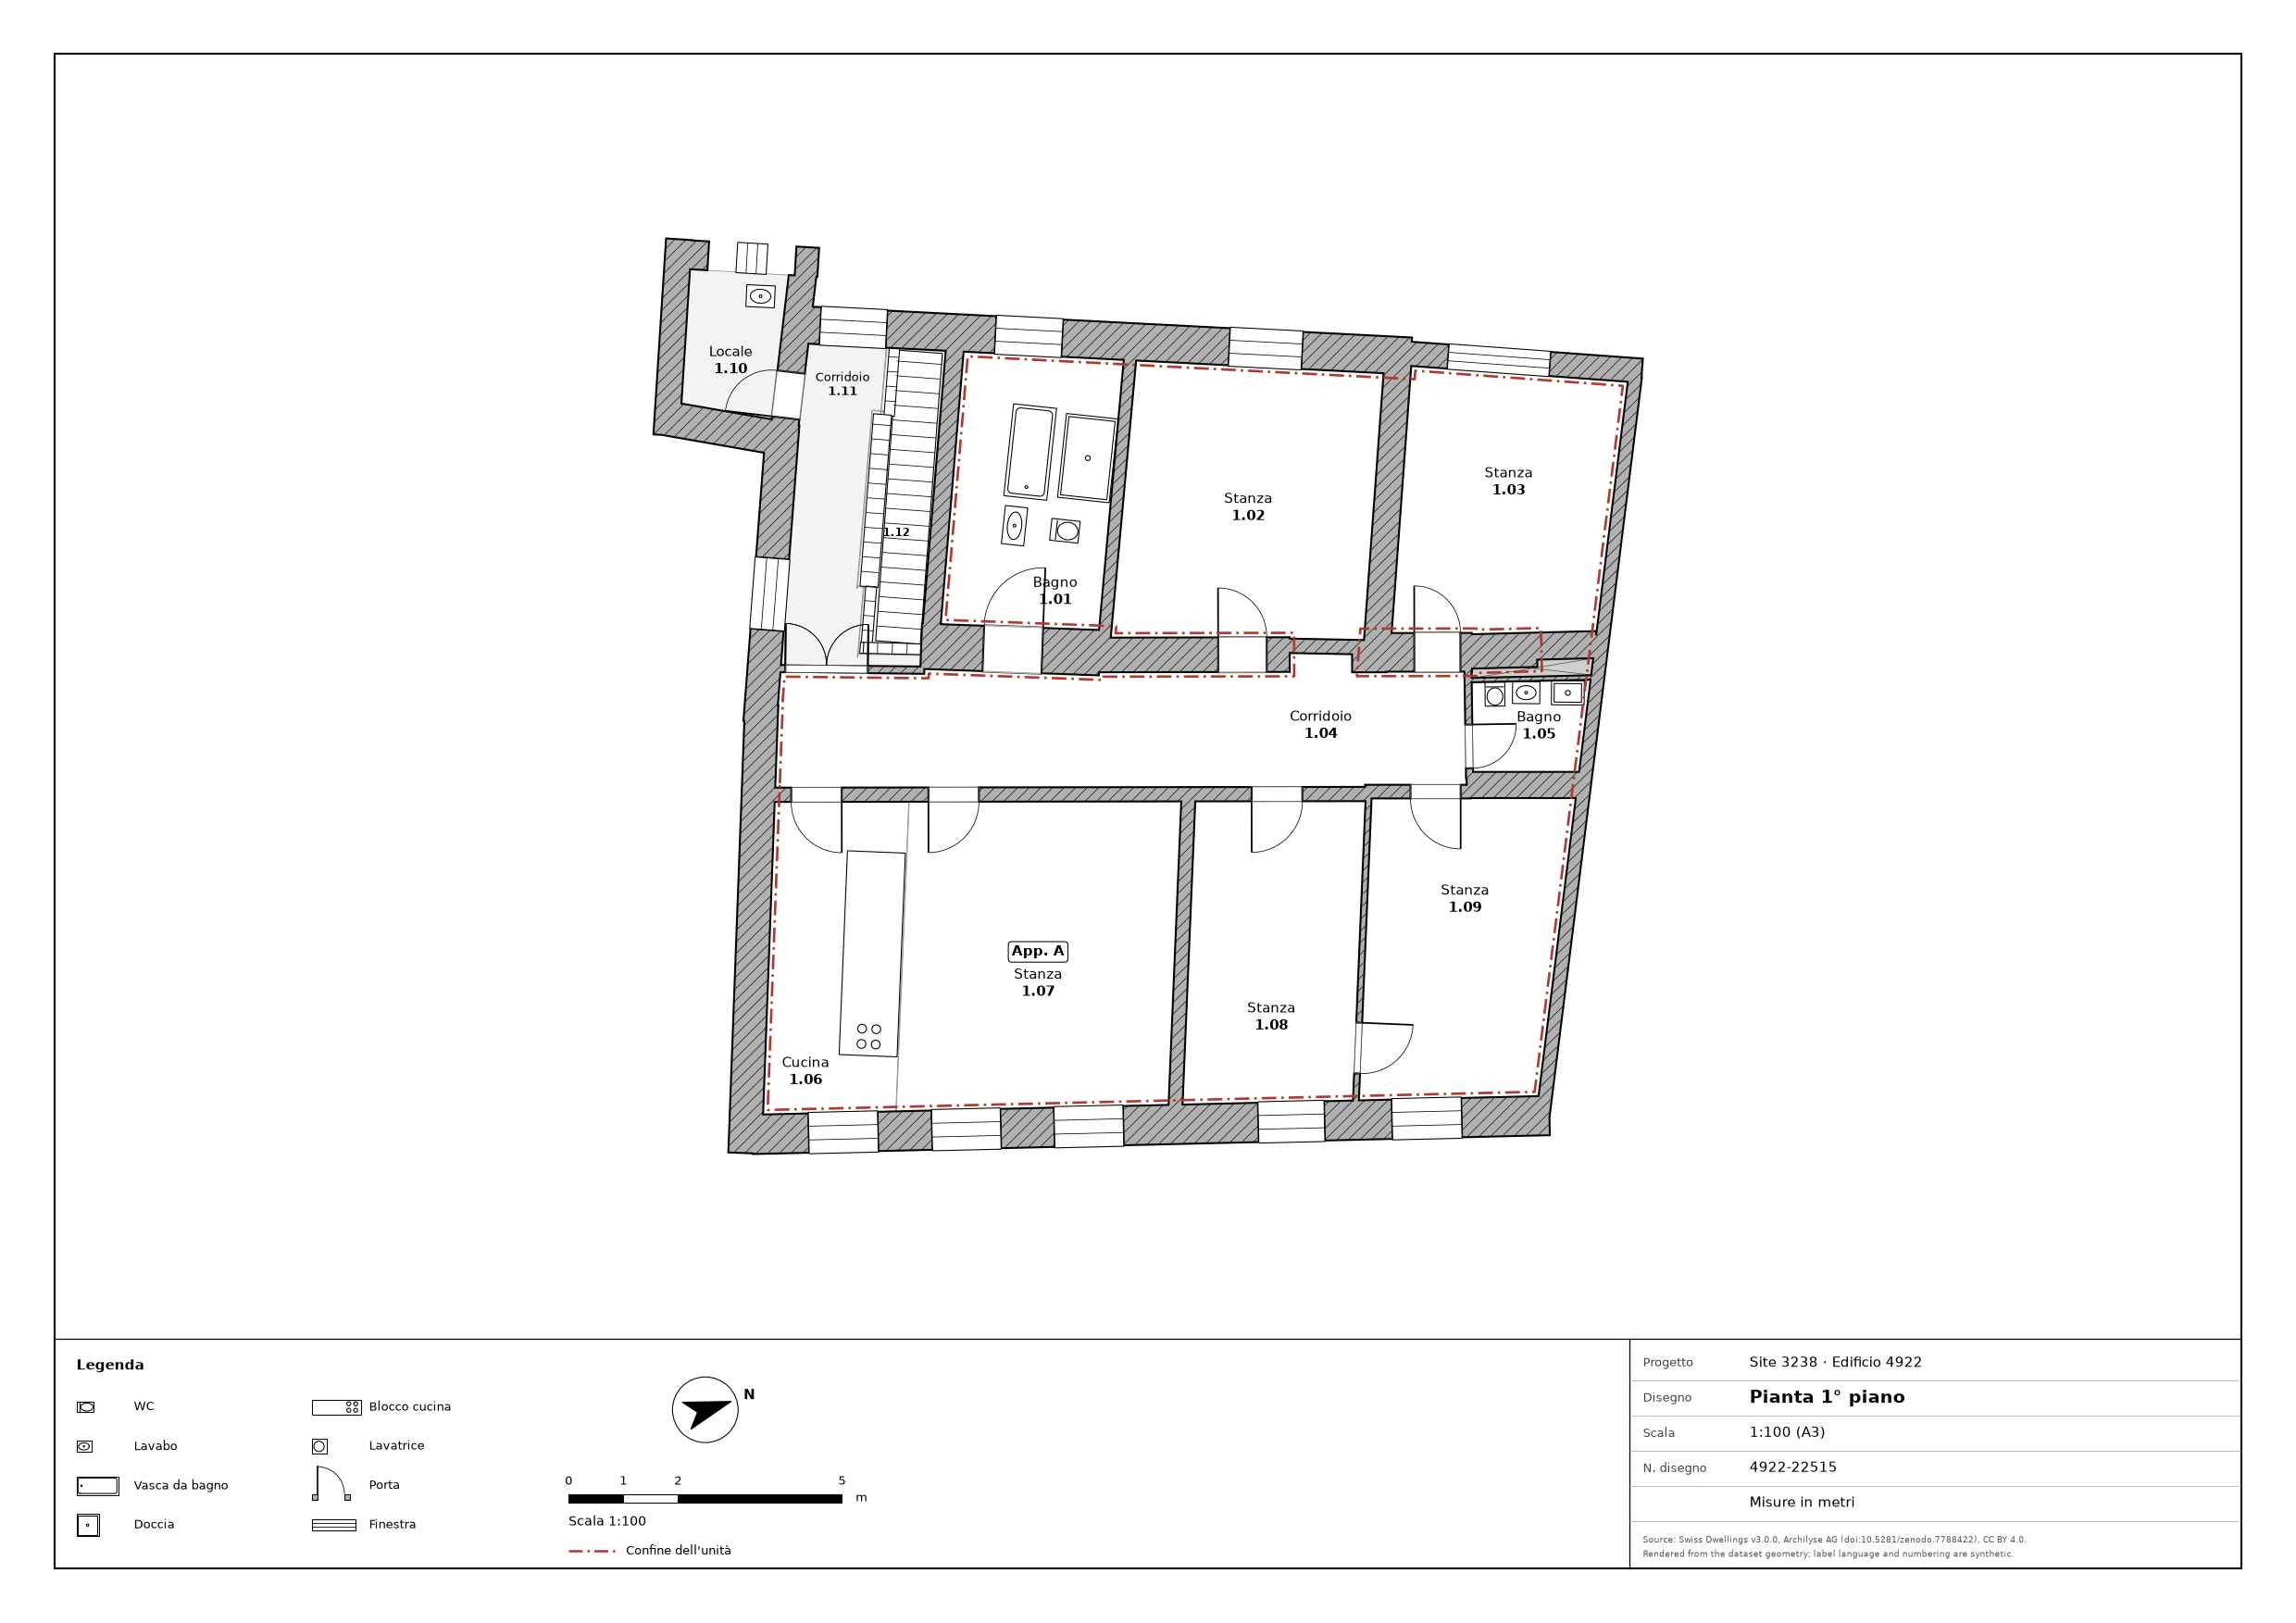 Locale
1.10
Corridoio
1.11
1.12
Bagno
1.01
Stanza
1.02
Stanza
1.03
Corridoio
1.04
Bagno
1.05
Stanza
1.09
App. A
Stanza
1.07
Stanza
1.08
Cucina
1.06
Legenda
WC
Lavabo
Vasca da bagno
Doccia
Blocco cucina
Lavatrice
Porta
Finestra
N
0 1 2 5
m
Scala 1:100
Confine dell'unità
Progetto Site 3238 · Edificio 4922
Disegno Pianta 1° piano
Scala 1:100 (A3)
N. disegno 4922-22515
Misure in metri
Source: Swiss Dwellings v3.0.0, Archilyse AG (doi:10.5281/zenodo.7788422), CC BY 4.0.
Rendered from the dataset geometry; label language and numbering are synthetic.